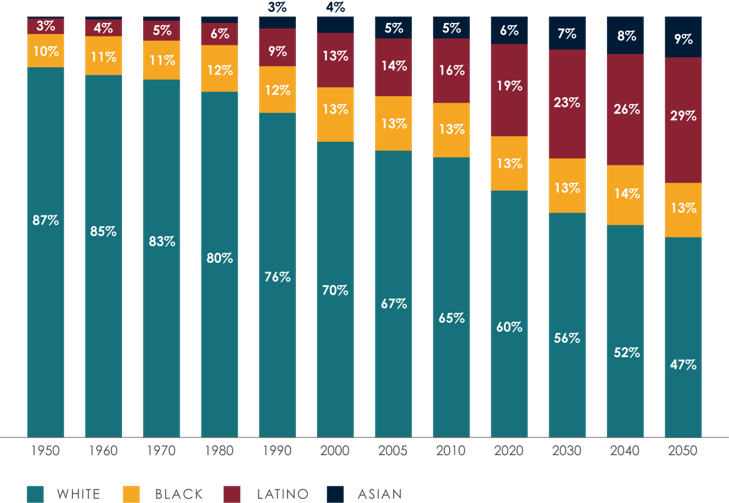 3% 4%
3% 4% 5% 6% 5% 5% 6% 7% 8% 9%
10% 11% 11% 12% 9% 13% 14% 16% 19% 23% 26% 29%
12% 13% 13% 13% 13% 13% 14% 13%
87% 85% 83% 80% 76% 70% 67% 65% 60% 56% 52% 47%
1950 1960 1970 1980 1990 2000 2005 2010 2020 2030 2040 2050
WHITE BLACK LATINO ASIAN